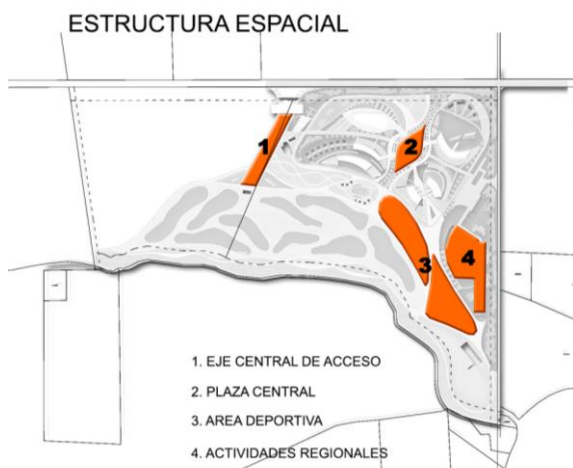 ESTRUCTURA ESPACIAL
1
2
3
4
1. EJE CENTRAL DE ACCESO
2. PLAZA CENTRAL
3. AREA DEPORTIVA
4. ACTIVIDADES REGIONALES